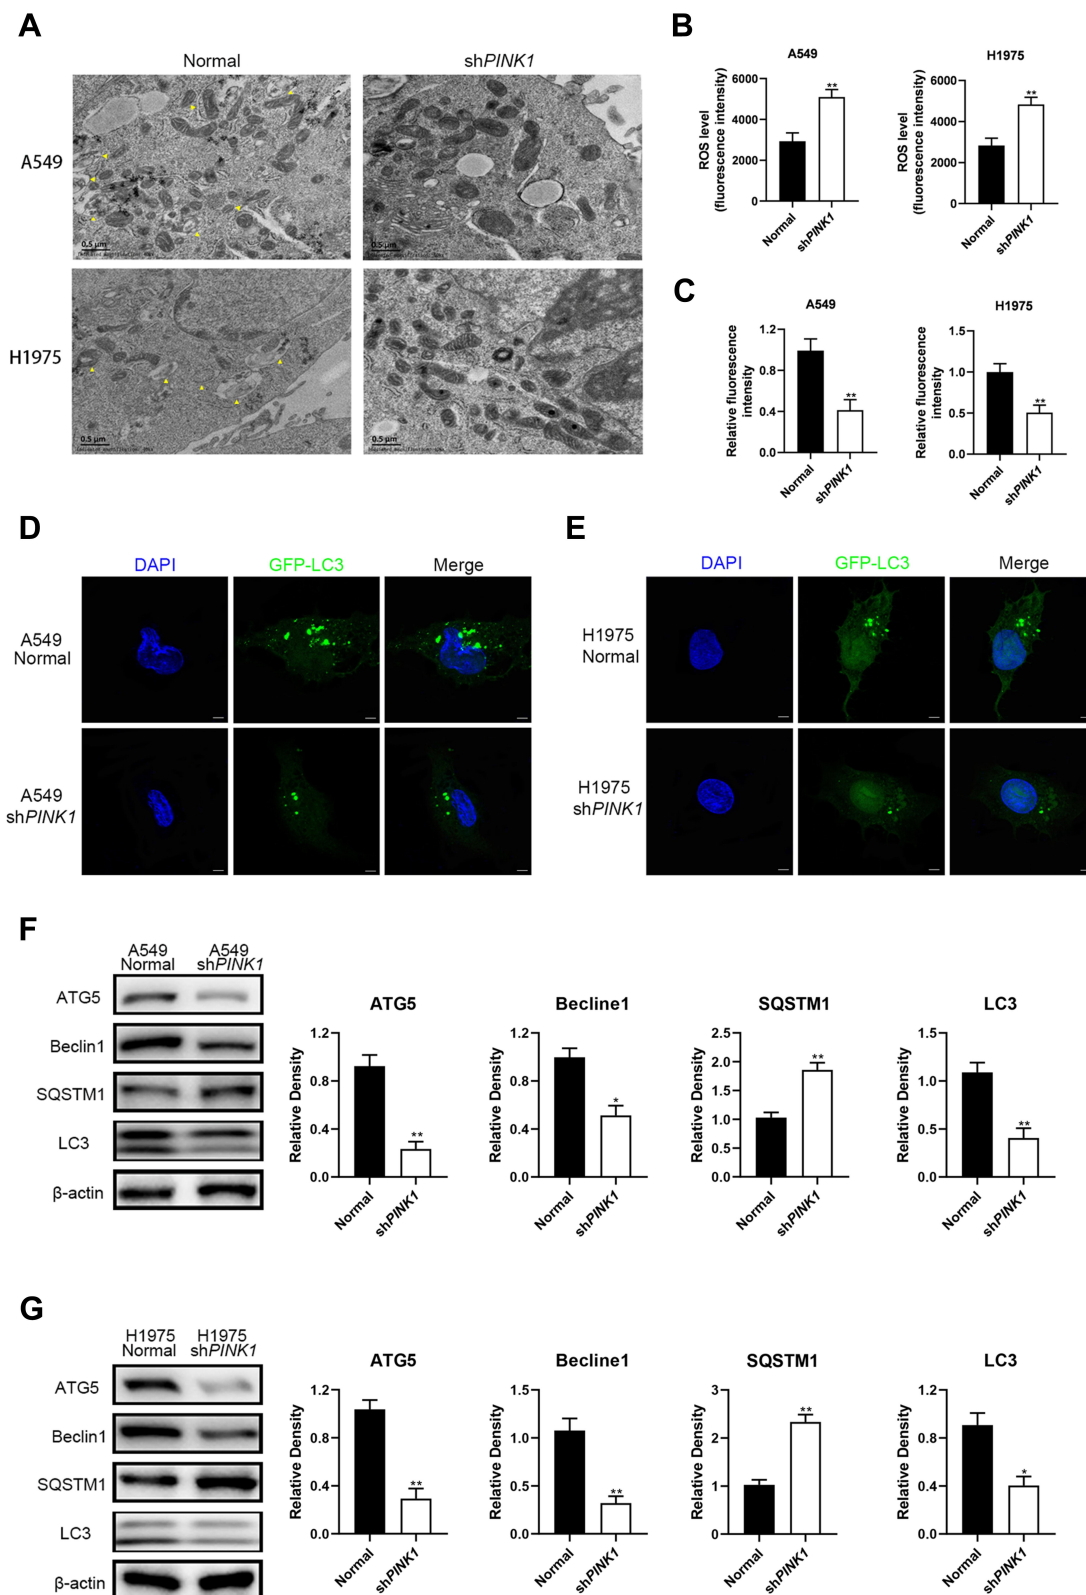 A
Normal
shPINK1
A549
H1975
0.5 µm
0.5 µm
0.5 µm
0.5 µm
B
A549
ROS level
(fluorescence intensity)
6000
4000
2000
0
**
Normal
shPINK1
H1975
ROS level
(fluorescence intensity)
6000
4000
2000
0
**
Normal
shPINK1
C
A549
Relative fluorescence
intensity
1.2
0.8
0.4
0.0
**
Normal
shPINK1
H1975
Relative fluorescence
intensity
1.5
1.0
0.5
0.0
**
Normal
shPINK1
D
DAPI
GFP-LC3
Merge
A549
Normal
A549
shPINK1
E
DAPI
GFP-LC3
Merge
H1975
Normal
H1975
shPINK1
F
A549
Normal
A549
shPINK1
ATG5
Beclin1
SQSTM1
LC3
β-actin
ATG5
Relative Density
1.2
0.8
0.4
0.0
**
Normal
shPINK1
Becline1
Relative Density
1.2
0.8
0.4
0.0
*
Normal
shPINK1
SQSTM1
Relative Density
2.5
2.0
1.5
1.0
0.5
0.0
**
Normal
shPINK1
LC3
Relative Density
1.5
1.0
0.5
0.0
**
Normal
shPINK1
G
H1975
Normal
H1975
shPINK1
ATG5
Beclin1
SQSTM1
LC3
β-actin
ATG5
Relative Density
1.2
0.8
0.4
0.0
**
Normal
shPINK1
Becline1
Relative Density
1.5
1.0
0.5
0.0
**
Normal
shPINK1
SQSTM1
Relative Density
3
2
1
0
**
Normal
shPINK1
LC3
Relative Density
1.2
0.8
0.4
0.0
*
Normal
shPINK1